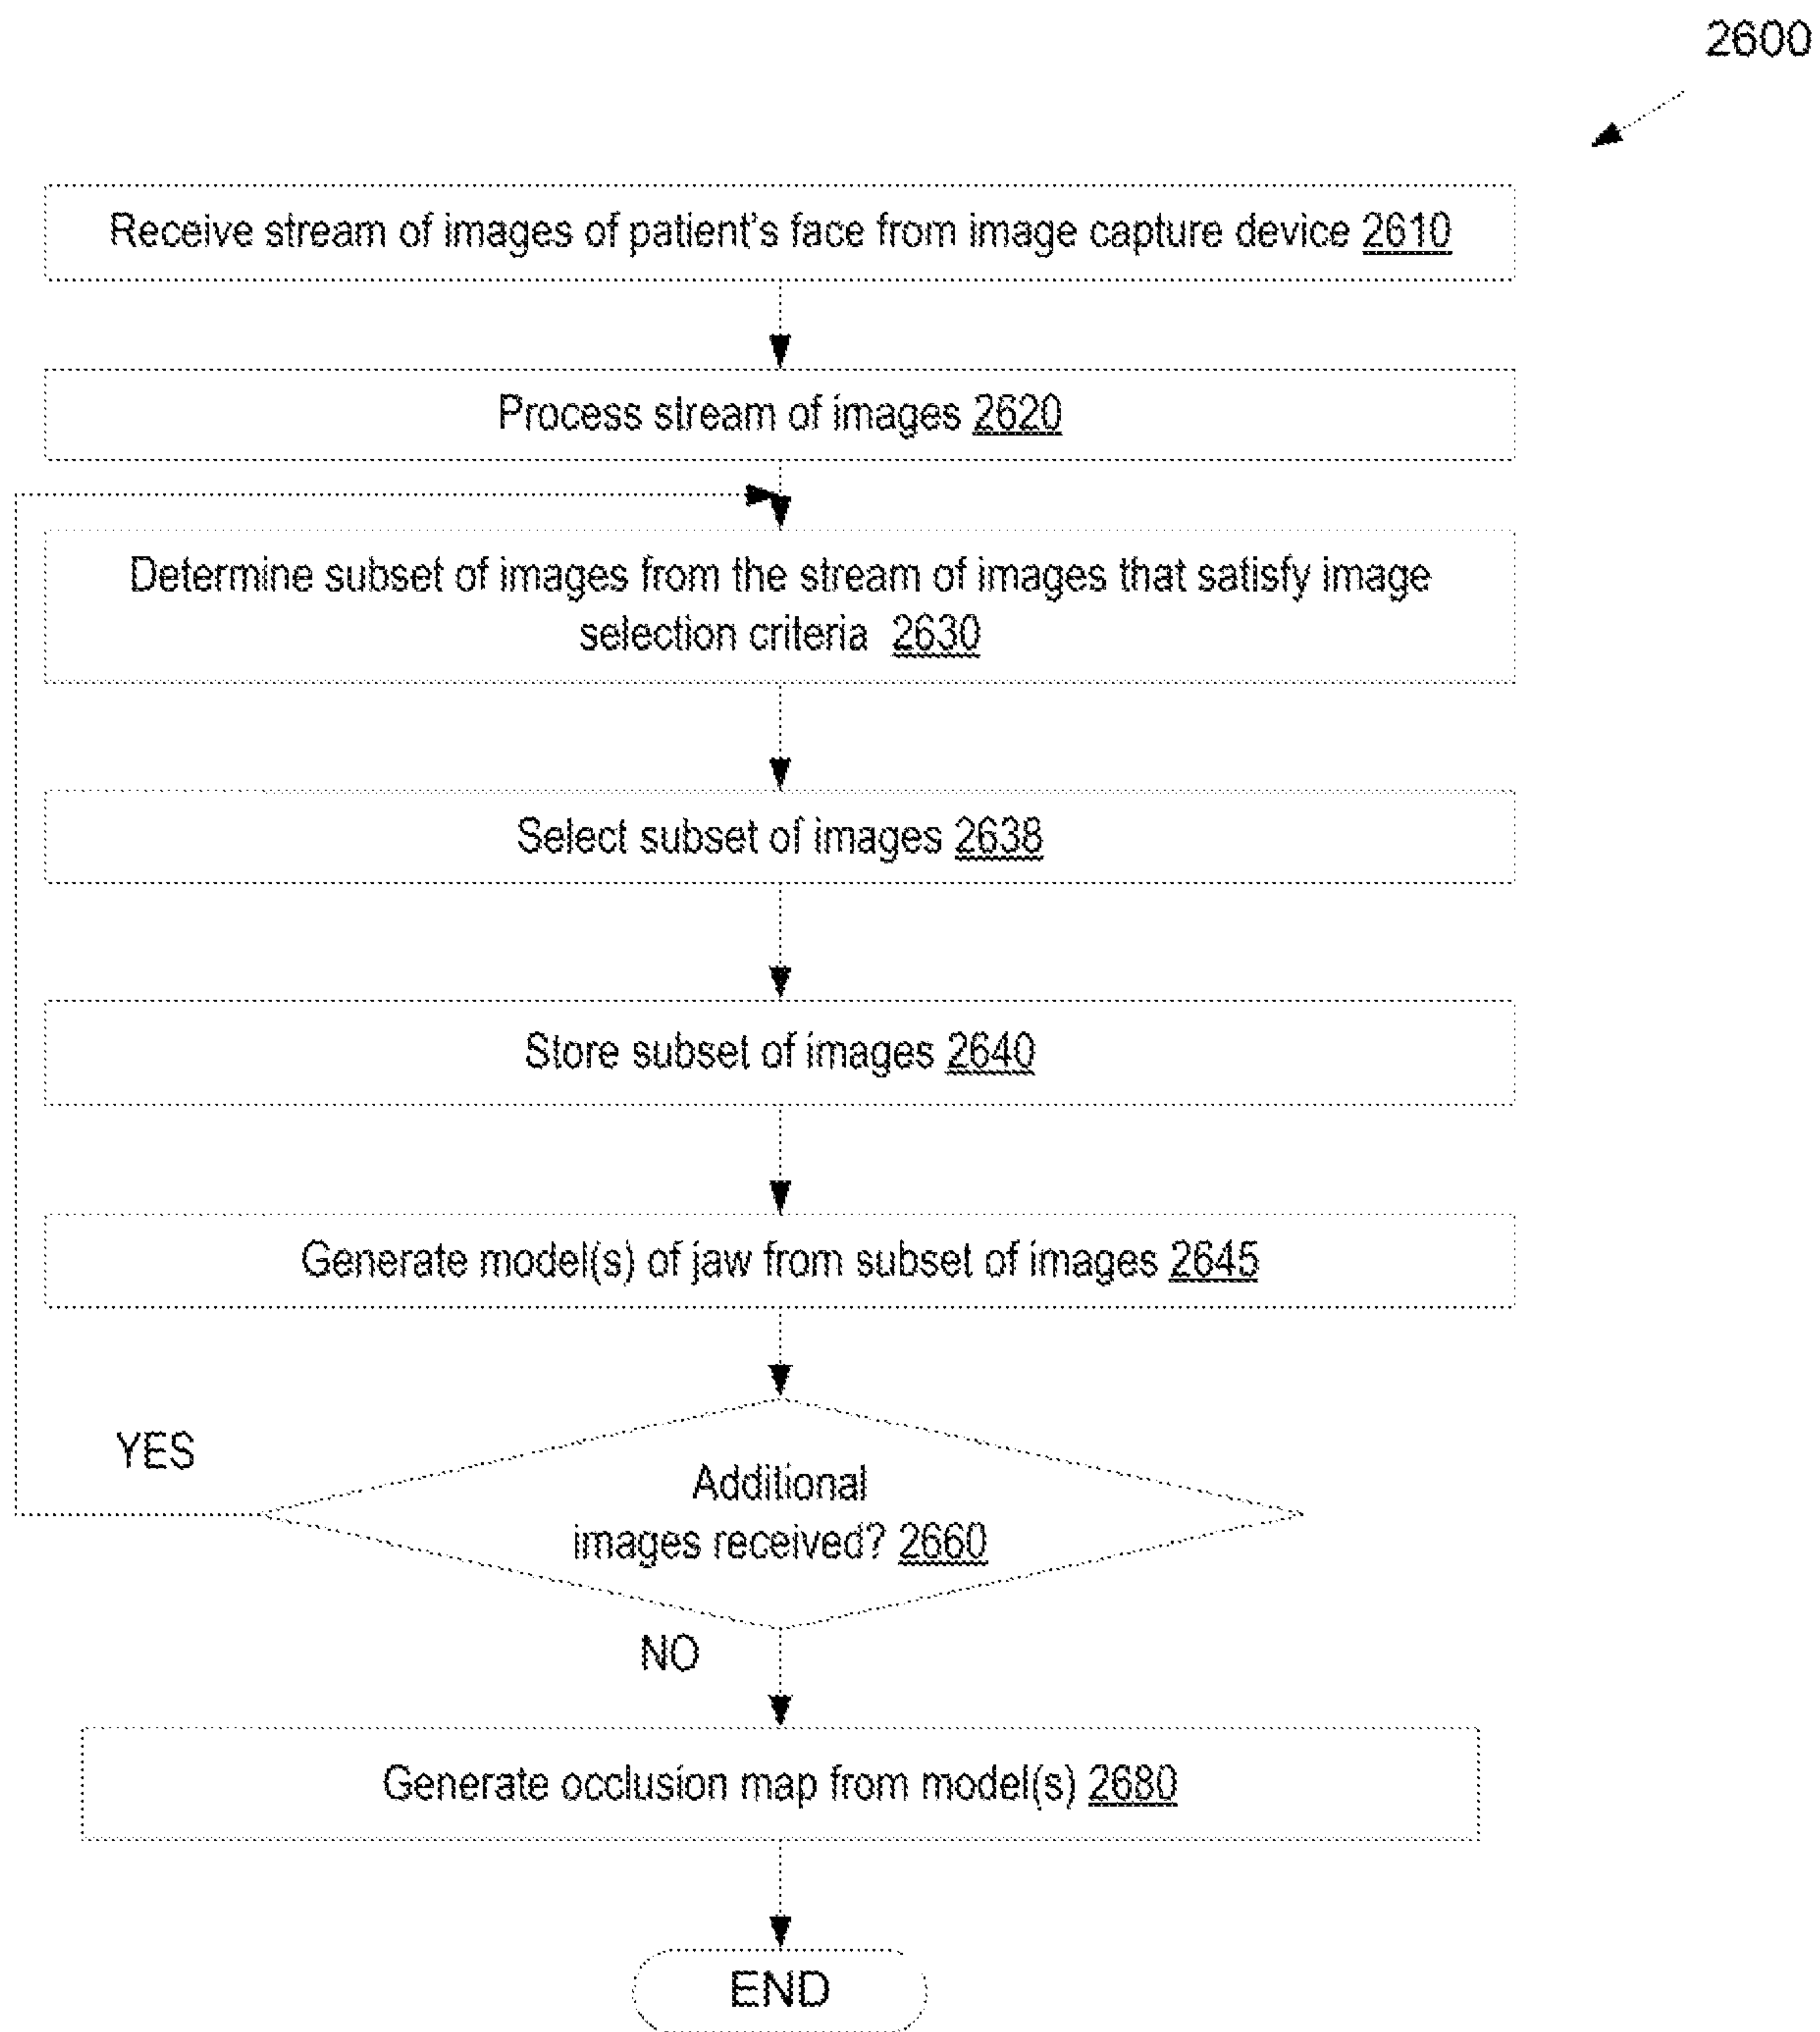 2600
Receive stream of images of patient's face from image capture device 2610
Process stream of images 2620
Determine subset of images from the stream of images that satisfy image
selection criteria 2630
Select subset of images 2638
Store subset of images 2640
Generate model(s) of jaw from subset of images 2645
YES
Additional
images received? 2660
NO
Generate occlusion map from model(s) 2680
END